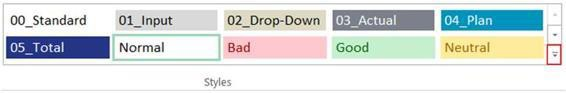 00_Standard 01_Input 02_Drop-Down 03_Actual 04_Plan
05_Total Normal Bad Good Neutral
Styles